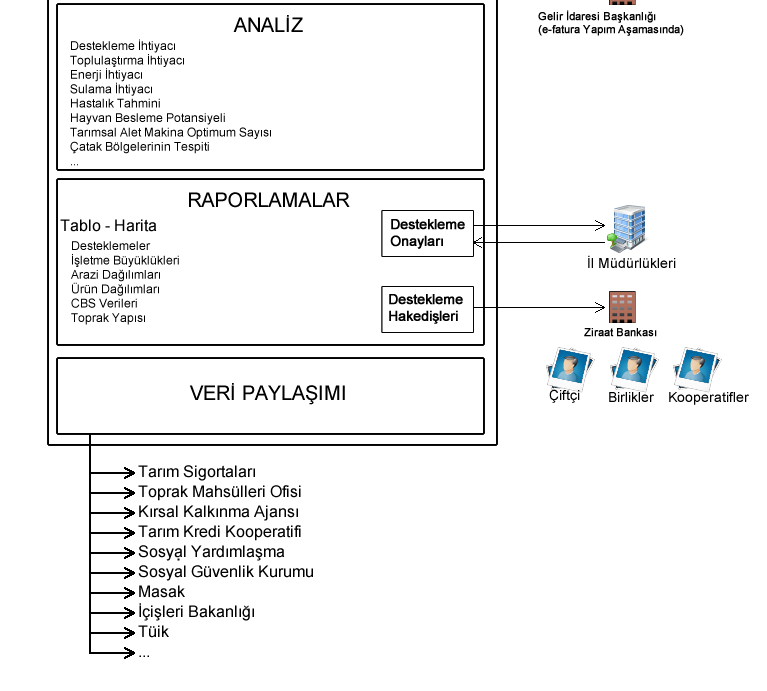 Gelir İdaresi Başkanlığı
(e-fatura Yapım Aşamasında)
ANALİZ
Destekleme İhtiyacı
Toplulaştırma İhtiyacı
Enerji İhtiyacı
Sulama İhtiyacı
Hastalık Tahmini
Hayvan Besleme Potansiyeli
Tarımsal Alet Makina Optimum Sayısı
Çatak Bölgelerinin Tespiti
...
RAPORLAMALAR
Tablo - Harita
Desteklemeler
İşletme Büyüklükleri
Arazi Dağılımları
Ürün Dağılımları
CBS Verileri
Toprak Yapısı
Destekleme
Onayları
Destekleme
Hakedişleri
İl Müdürlükleri
Ziraat Bankası
Çiftçi
Birlikler
Kooperatifler
VERİ PAYLAŞIMI
Tarım Sigortaları
Toprak Mahsülleri Ofisi
Kırsal Kalkınma Ajansı
Tarım Kredi Kooperatifi
Sosyal Yardımlaşma
Sosyal Güvenlik Kurumu
Masak
İçişleri Bakanlığı
Tüik
...